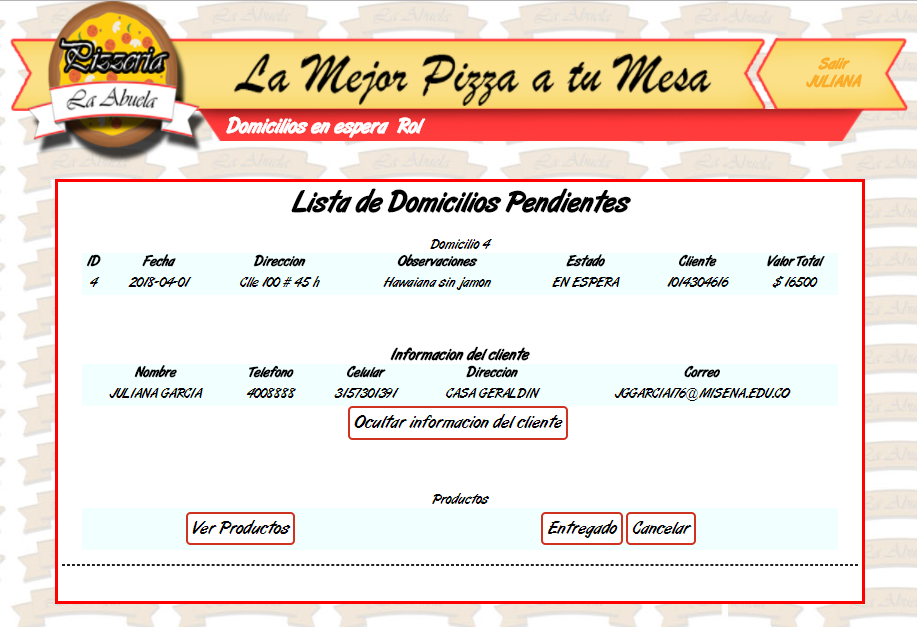 Pizzeria
La Abuela
La Mejor Pizza a tu Mesa
Salir
JULIANA
Domicilios en espera Rol
Lista de Domicilios Pendientes
Domicilio 4
ID Fecha Direccion Observaciones Estado Cliente Valor Total
4 2018-04-01 Clle 100 # 45 h Hawaiana sin jamon EN ESPERA 1014304616 $ 16500
Informacion del cliente
Nombre Telefono Celular Direccion Correo
JULIANA GARCIA 4008888 3157301391 CASA GERALDIN JGGARCIA176@MISENA.EDU.CO
Ocultar informacion del cliente
Productos
Ver Productos Entregado Cancelar